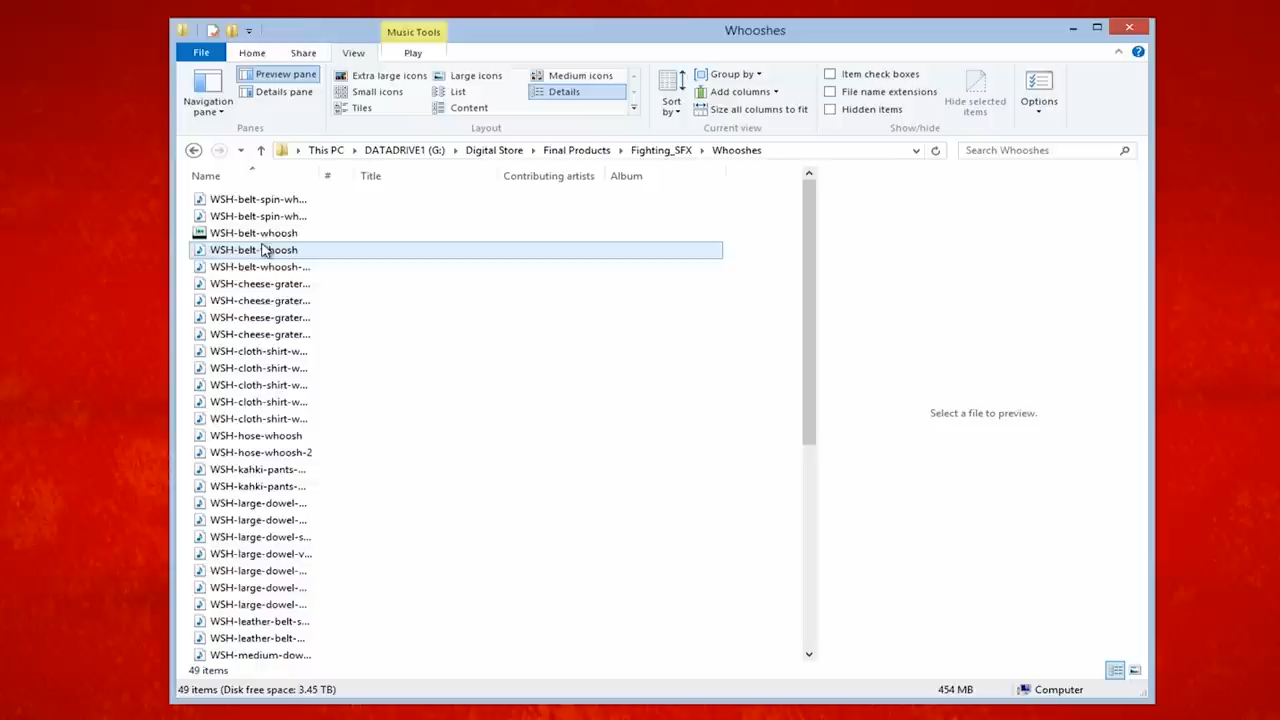 Music Tools
Whooshes
File
Home
Share
View
Play
Navigation pane
Preview pane
Details pane
Panes
Extra large icons
Large icons
Medium icons
Small icons
List
Details
Tiles
Content
Layout
Sort by
Group by
Add columns
Size all columns to fit
Current view
Item check boxes
File name extensions
Hidden items
Hide selected items
Show/hide
Options
This PC
DATADRIVE1 (G:)
Digital Store
Final Products
Fighting_SFX
Whooshes
Search Whooshes
Name
#
Title
Contributing artists
Album
WSH-belt-spin-wh...
WSH-belt-spin-wh...
WSH-belt-whoosh
WSH-belt-whoosh
WSH-belt-whoosh-...
WSH-cheese-grater...
WSH-cheese-grater...
WSH-cheese-grater...
WSH-cheese-grater...
WSH-cloth-shirt-w...
WSH-cloth-shirt-w...
WSH-cloth-shirt-w...
WSH-cloth-shirt-w...
WSH-cloth-shirt-w...
WSH-hose-whoosh
WSH-hose-whoosh-2
WSH-kahki-pants-...
WSH-kahki-pants-...
WSH-large-dowel-...
WSH-large-dowel-...
WSH-large-dowel-s...
WSH-large-dowel-v...
WSH-large-dowel-...
WSH-large-dowel-...
WSH-large-dowel-...
WSH-leather-belt-s...
WSH-leather-belt-...
WSH-medium-dow...
Select a file to preview.
49 items
49 items (Disk free space: 3.45 TB)
454 MB
Computer